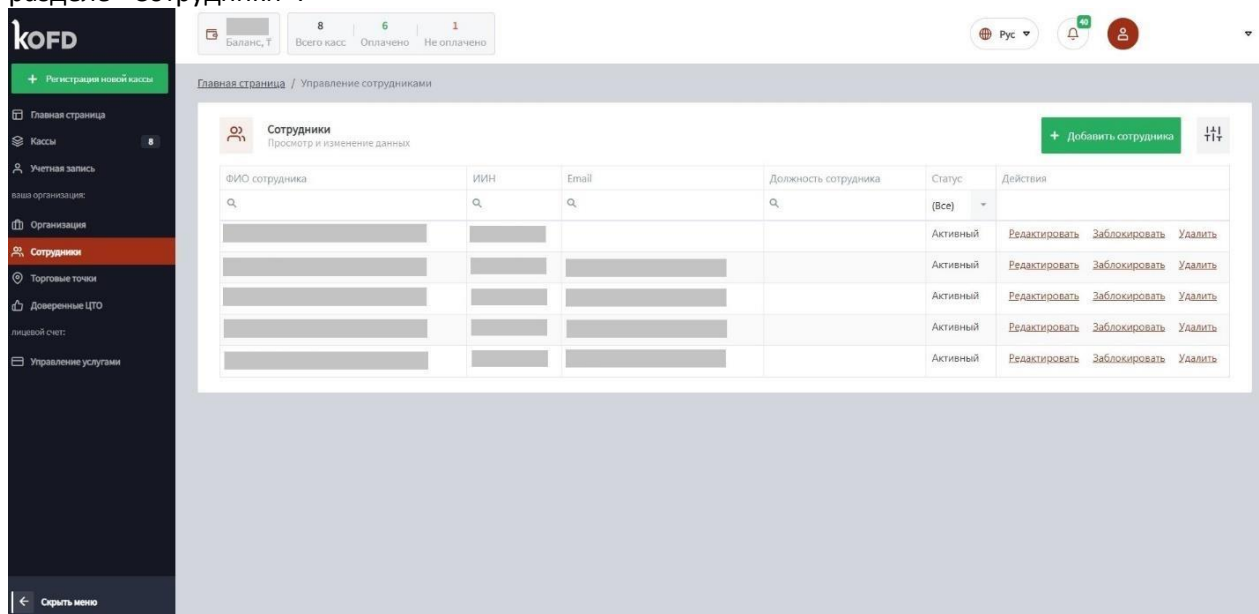 разделе "Сотрудники".
kOFD
Баланс, ₸
8 6 1
Всего касс Оплачено Не оплачено
Рус
40
+ Регистрация новой кассы
Главная страница / Управление сотрудниками
Главная страница
Кассы 8
Учетная запись
ваша организация:
Организация
Сотрудники
Торговые точки
Доверенные ЦТО
лицевой счет:
Управление услугами
Скрыть меню
Сотрудники
Просмотр и изменение данных
+ Добавить сотрудника
ФИО сотрудника ИИН Email Должность сотрудника Статус Действия
(Все)
Активный Редактировать Заблокировать Удалить
Активный Редактировать Заблокировать Удалить
Активный Редактировать Заблокировать Удалить
Активный Редактировать Заблокировать Удалить
Активный Редактировать Заблокировать Удалить